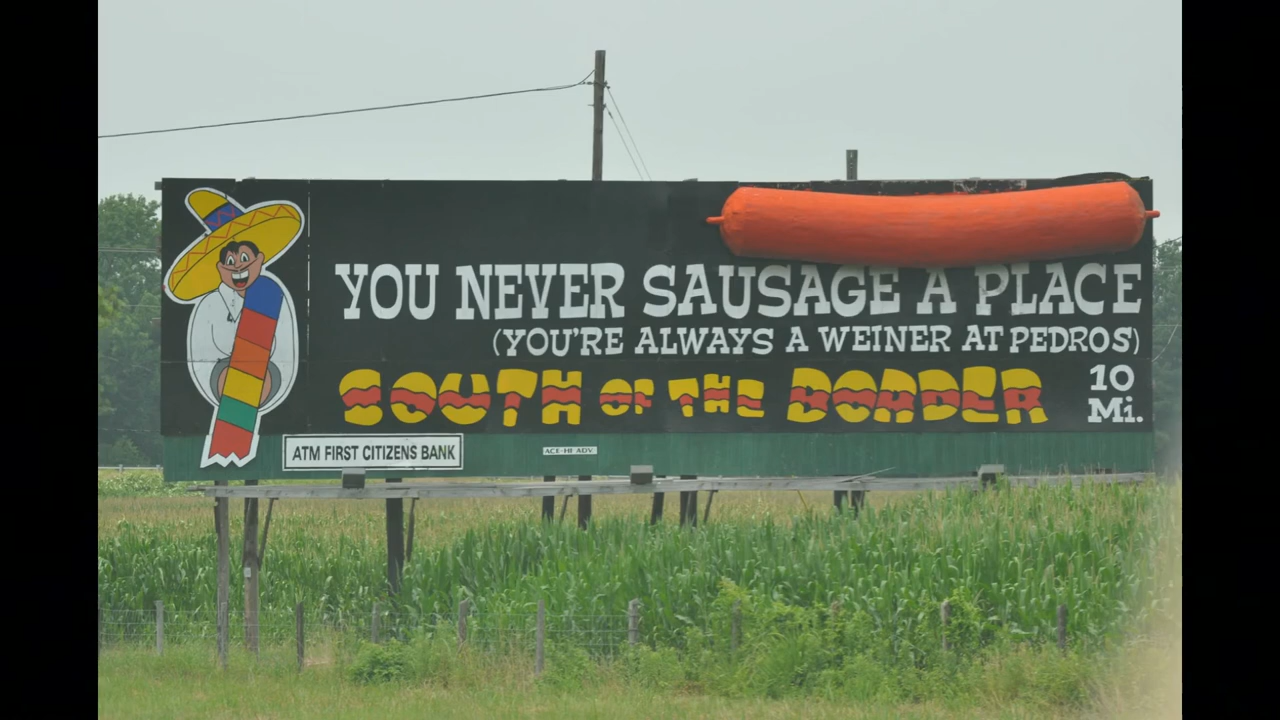 YOU NEVER SAUSAGE A PLACE
(YOU'RE ALWAYS A WEINER AT PEDROS)
SOUTH OF THE BORDER
10
Mi.
ATM FIRST CITIZENS BANK
ACE-HI ADV.